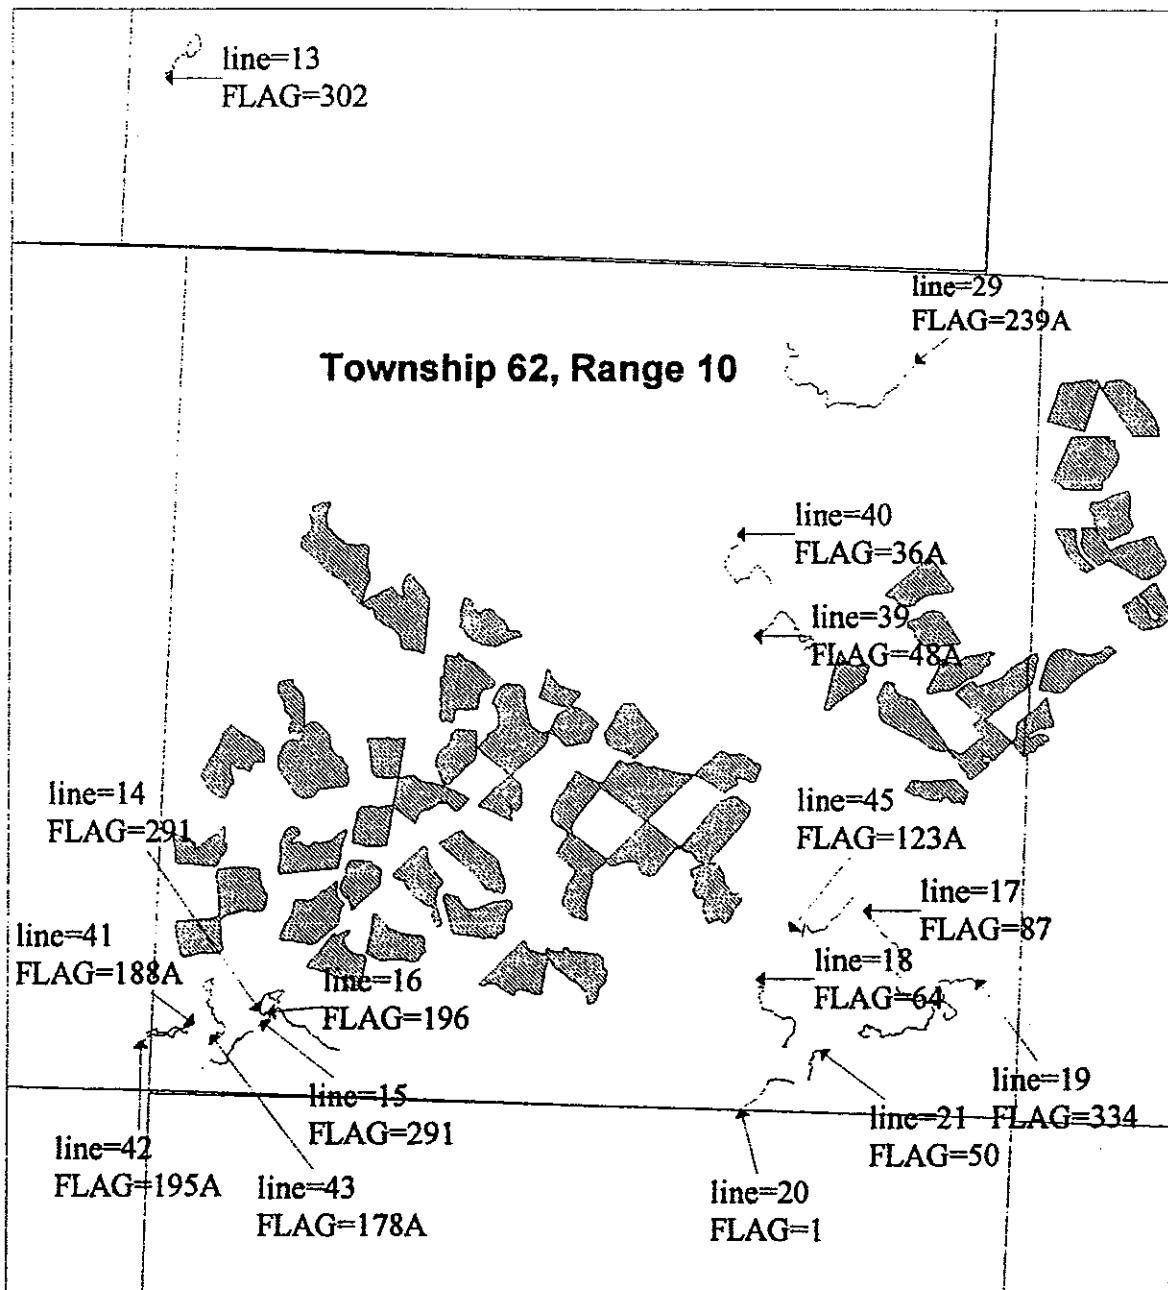 line=13
FLAG=302
line=29
FLAG=239A
Township 62, Range 10
line=40
FLAG=36A
line=39
FLAG=48A
line=14
FLAG=291
line=45
FLAG=123A
line=17
FLAG=87
line=41
FLAG=188A
line=18
FLAG=64
line=16
FLAG=196
line=15
FLAG=291
line=19
FLAG=334
line=21
FLAG=50
line=42
FLAG=195A
line=43
FLAG=178A
line=20
FLAG=1